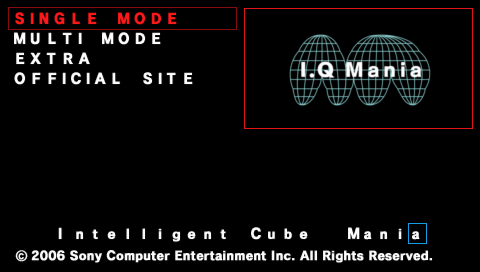 SINGLE MODE
MULTI MODE
EXTRA
OFFICIAL SITE
I.Q Mania
Intelligent Cube Mania
© 2006 Sony Computer Entertainment Inc. All Rights Reserved.